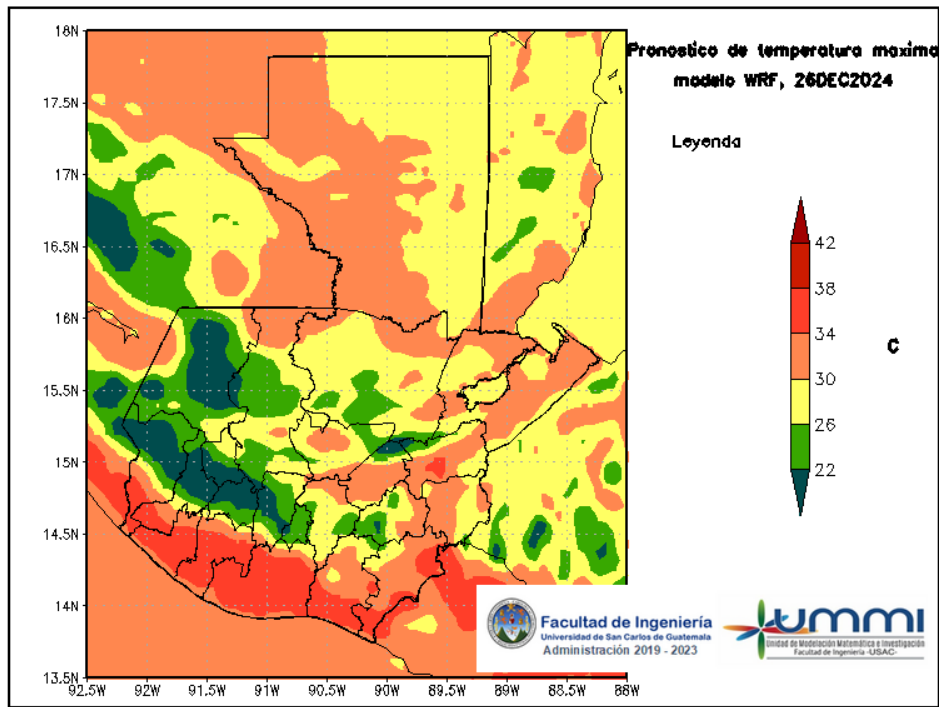 Pronostico de temperatura maxima
modelo WRF, 26DEC2024
Leyenda
42
38
34
30
26
22
C
18N
17.5N
17N
16.5N
16N
15.5N
15N
14.5N
14N
13.5N
92.5W
92W
91.5W
91W
90.5W
90W
89.5W
89W
88.5W
88W
Facultad de Ingeniería
Universidad de San Carlos de Guatemala
Administración 2019 - 2023
UMMI
Unidad de Modelación Matemática e Investigación
Facultad de Ingeniería -USAC-